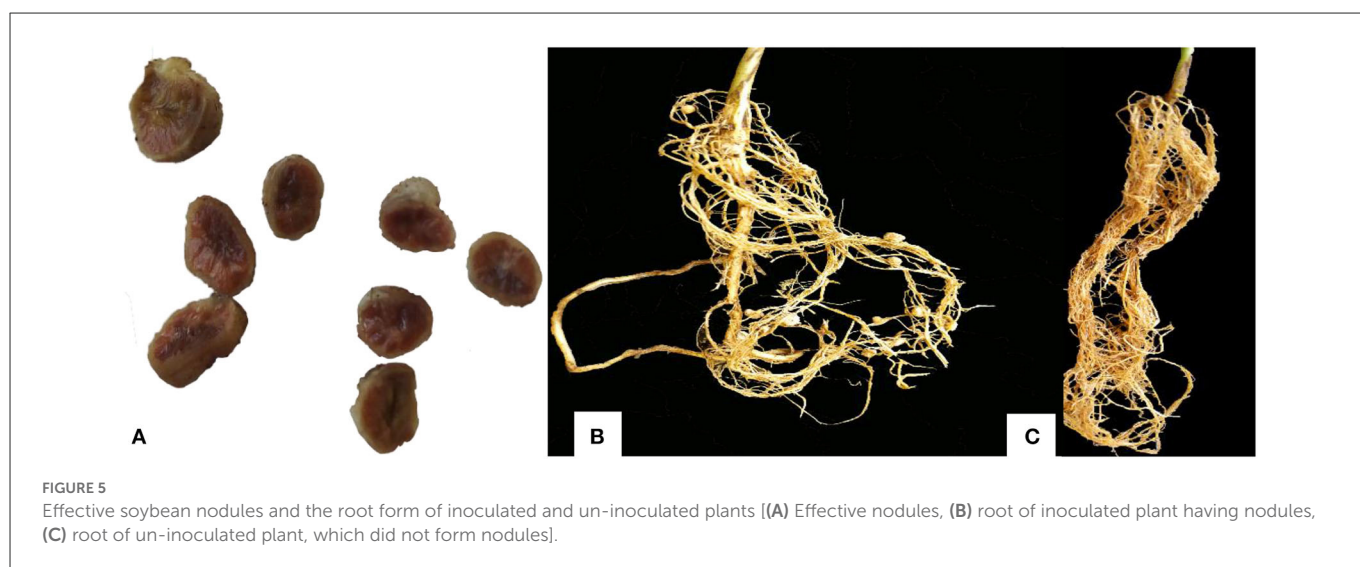 A
B
C
FIGURE 5
Effective soybean nodules and the root form of inoculated and un-inoculated plants [(A) Effective nodules, (B) root of inoculated plant having nodules,
(C) root of un-inoculated plant, which did not form nodules].